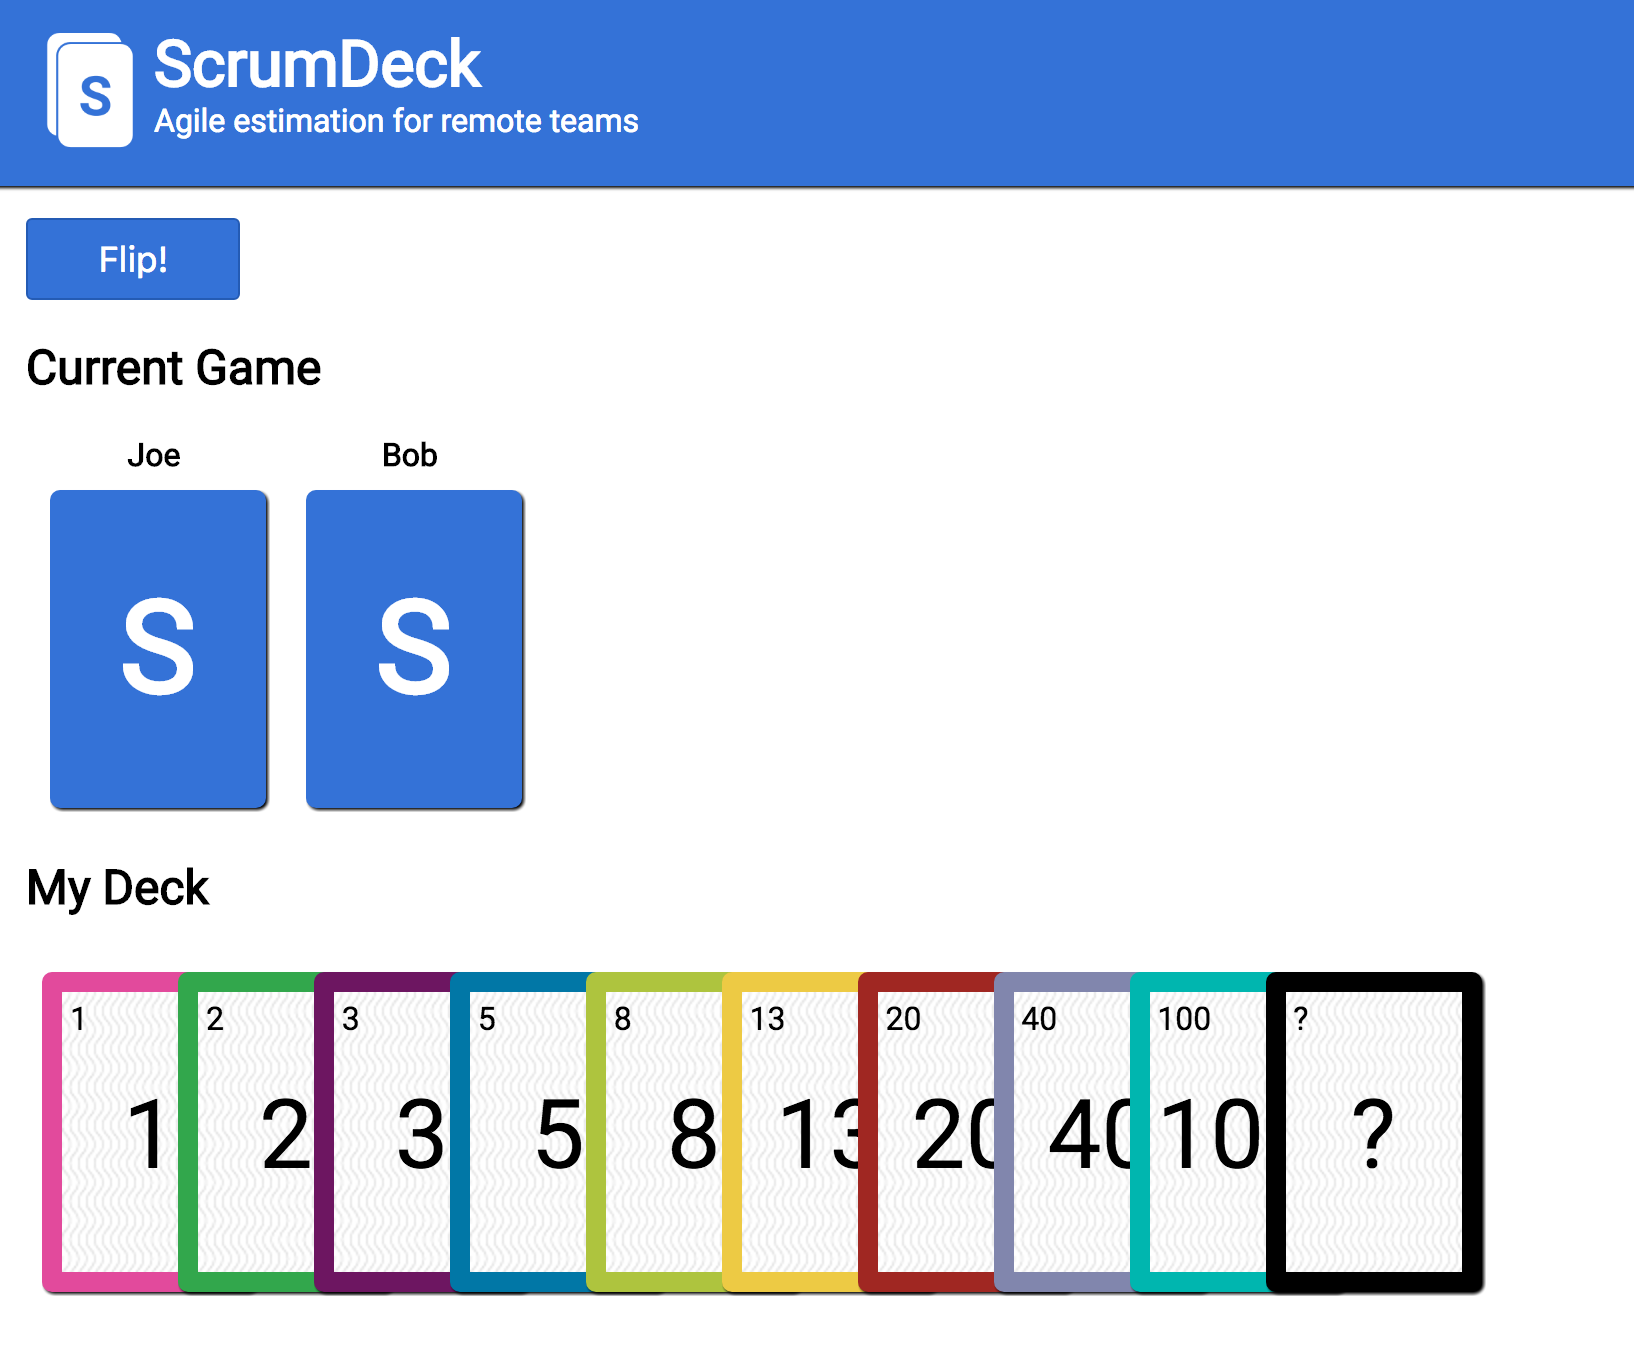 S
ScrumDeck
Agile estimation for remote teams
Flip!
Current Game
Joe Bob
S S
My Deck
1 2 3 5 8 13 20 40 100 ?
1 2 3 5 8 13 20 40 10 ?